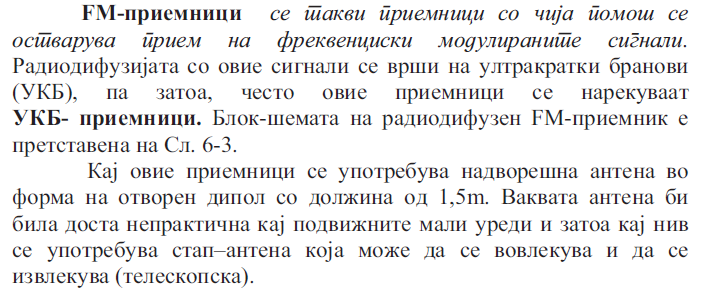 FM-приемници се такви приемници со чија помош се
остварува прием на фреквенциски модулираните сигнали.
Радиодифузијата со овие сигнали се врши на ултракратки бранови
(УКБ), па затоа, често овие приемници се нарекуваат
УКБ- приемници. Блок-шемата на радиодифузен FM-приемник е
претставена на Сл. 6-3.
Кај овие приемници се употребува надворешна антена во
форма на отворен дипол со должина од 1,5m. Ваквата антена би
била доста непрактична кај подвижните мали уреди и затоа кај нив
се употребува стап–антена која може да се вовлекува и да се
извлекува (телескопска).